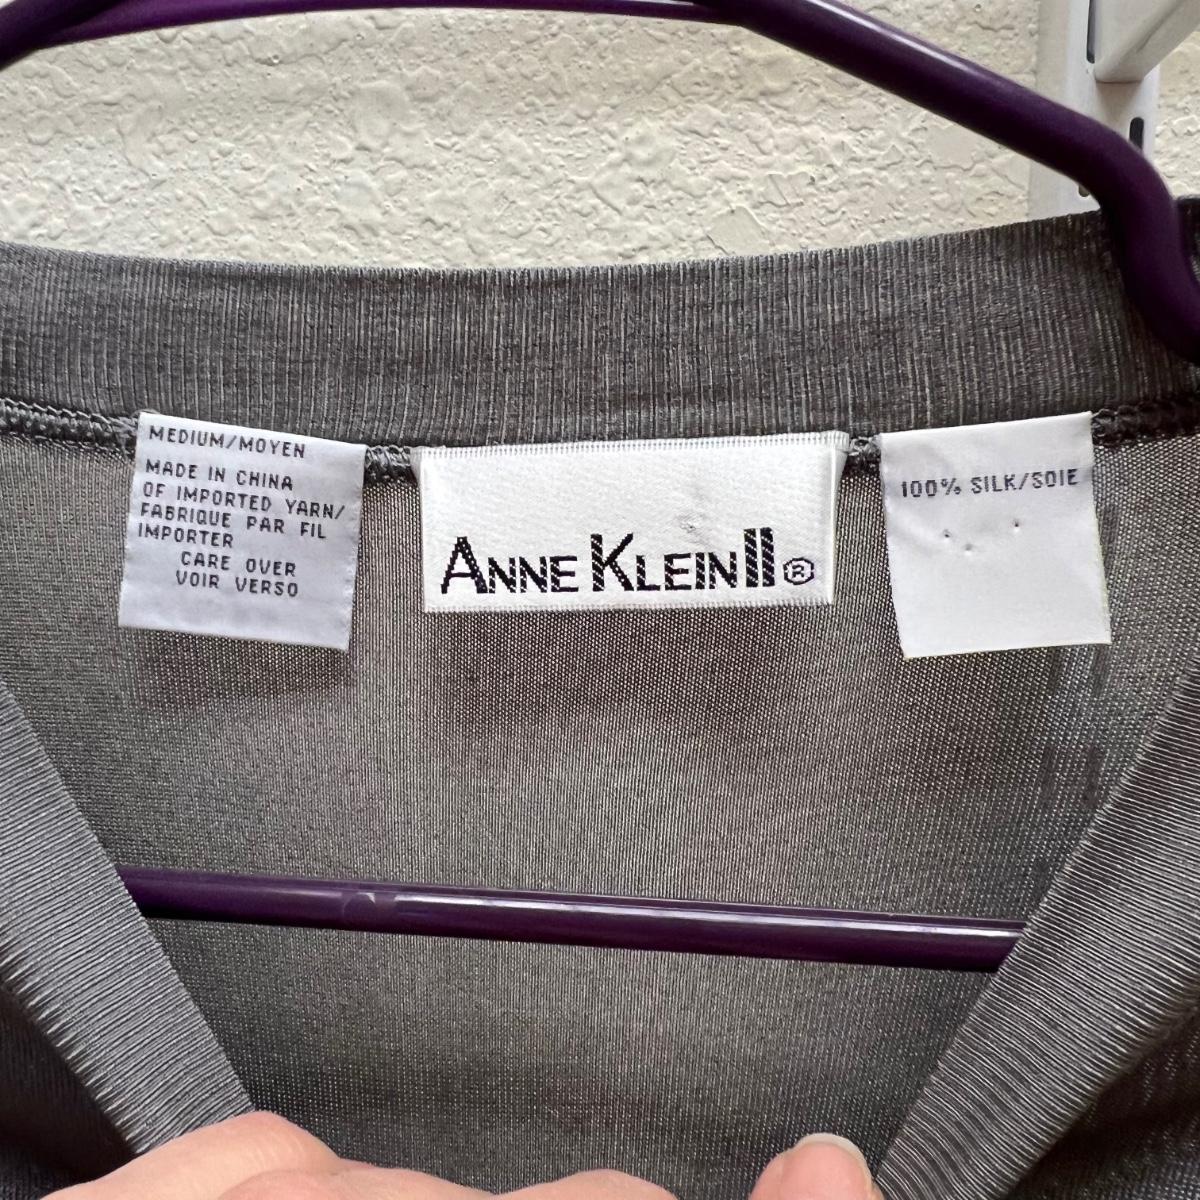 MEDIUM/MOYEN
MADE IN CHINA
OF IMPORTED YARN/
FABRIQUE PAR FIL
IMPORTER
CARE OVER
VOIR VERSO
ANNE KLEIN II ®
100% SILK/SOIE